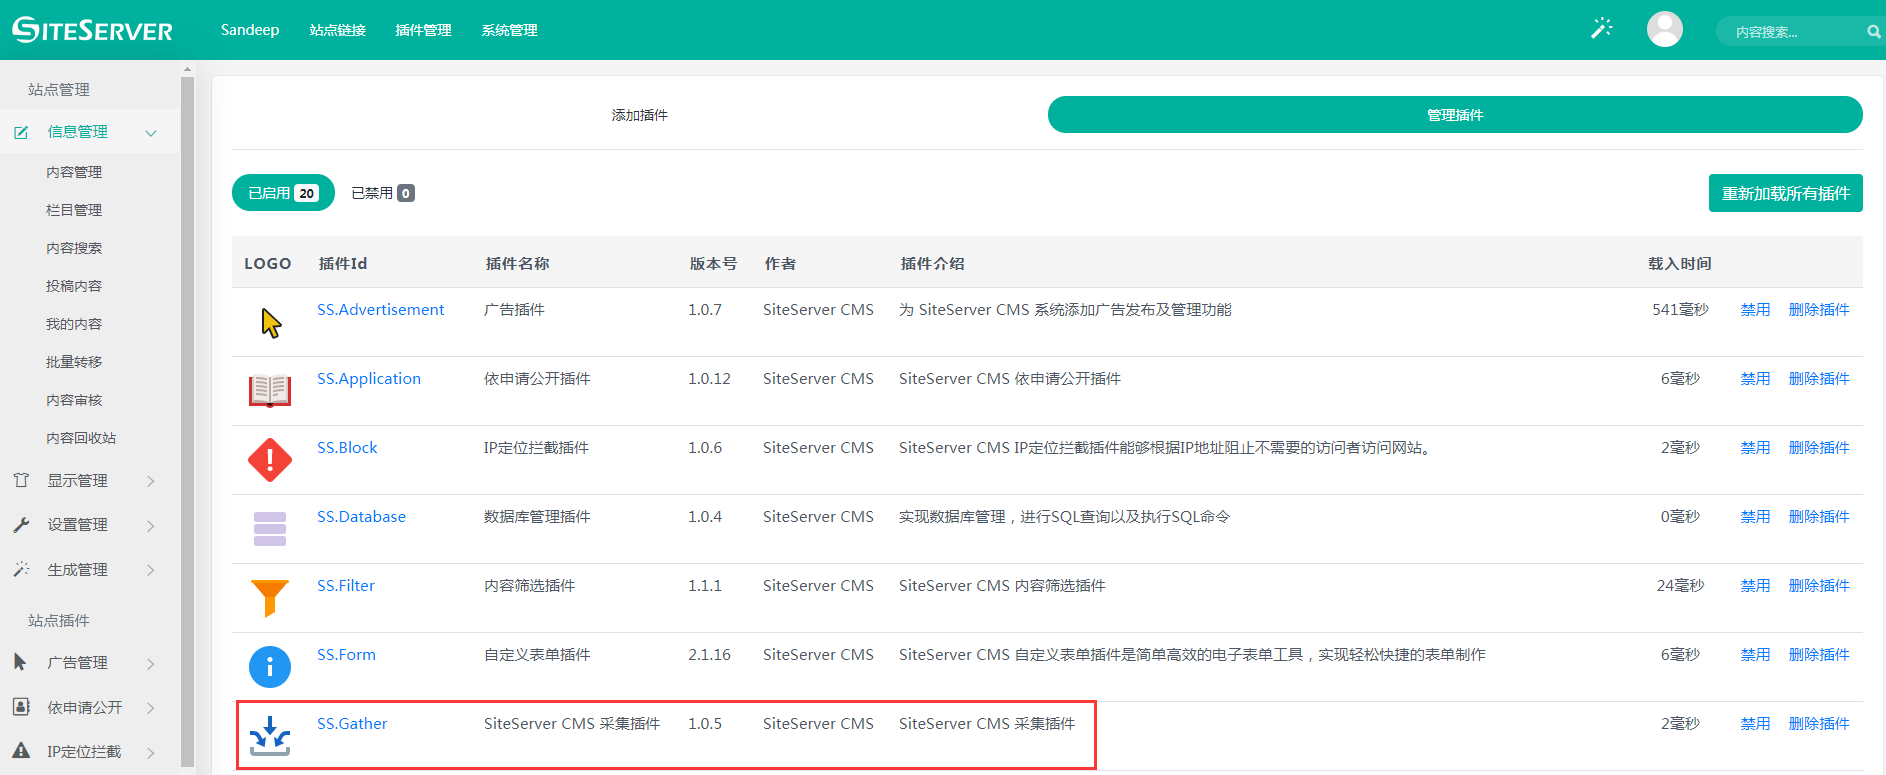 SITESERVER Sandeep 站点链接 插件管理 系统管理 内容搜索...
站点管理
信息管理
内容管理
栏目管理
内容搜索
投稿内容
我的内容
批量转移
内容审核
内容回收站
显示管理
设置管理
生成管理
站点插件
广告管理
依申请公开
IP定位拦截
添加插件 管理插件
已启用 20 已禁用 0 重新加载所有插件
LOGO 插件Id 插件名称 版本号 作者 插件介绍 载入时间
SS.Advertisement 广告插件 1.0.7 SiteServer CMS 为 SiteServer CMS 系统添加广告发布及管理功能 541毫秒 禁用 删除插件
SS.Application 依申请公开插件 1.0.12 SiteServer CMS SiteServer CMS 依申请公开插件 6毫秒 禁用 删除插件
SS.Block IP定位拦截插件 1.0.6 SiteServer CMS SiteServer CMS IP定位拦截插件能够根据IP地址阻止不需要的访问者访问网站。 2毫秒 禁用 删除插件
SS.Database 数据库管理插件 1.0.4 SiteServer CMS 实现数据库管理，进行SQL查询以及执行SQL命令 0毫秒 禁用 删除插件
SS.Filter 内容筛选插件 1.1.1 SiteServer CMS SiteServer CMS 内容筛选插件 24毫秒 禁用 删除插件
SS.Form 自定义表单插件 2.1.16 SiteServer CMS SiteServer CMS 自定义表单插件是简单高效的电子表单工具，实现轻松快捷的表单制作 6毫秒 禁用 删除插件
SS.Gather SiteServer CMS 采集插件 1.0.5 SiteServer CMS SiteServer CMS 采集插件 2毫秒 禁用 删除插件